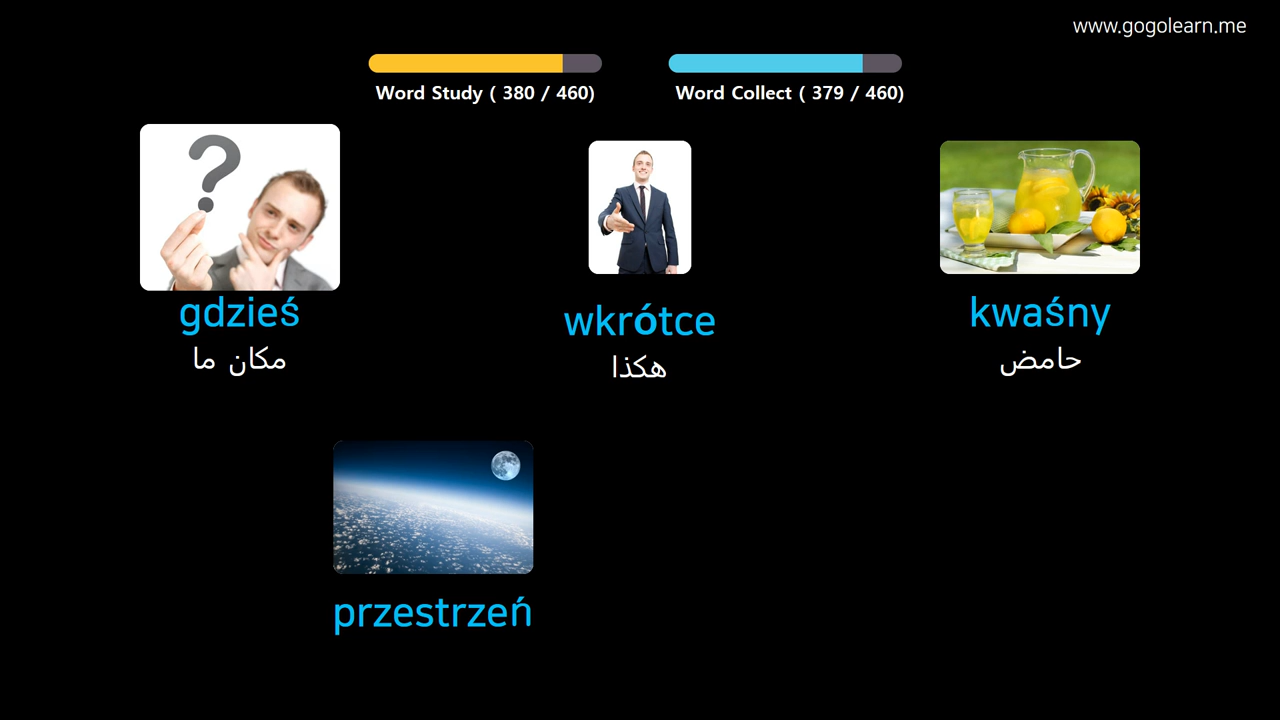 www.gogolearn.me
Word Study ( 380 / 460)
Word Collect ( 379 / 460)
gdzieś
مكان ما
wkrótce
هكذا
kwaśny
حامض
przestrzeń